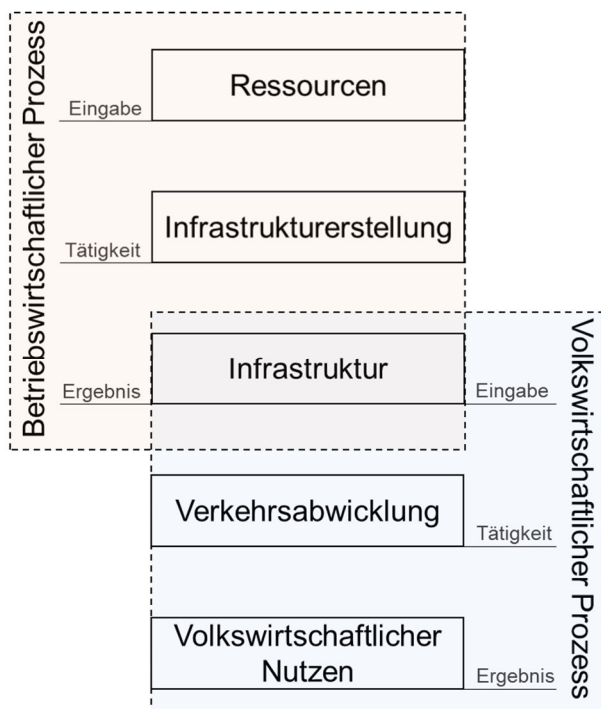 Betriebswirtschaftlicher Prozess
Ressourcen
Eingabe
Infrastrukturerstellung
Tätigkeit
Infrastruktur
Ergebnis
Eingabe
Volkswirtschaftlicher Prozess
Verkehrsabwicklung
Tätigkeit
Volkswirtschaftlicher
Nutzen
Ergebnis